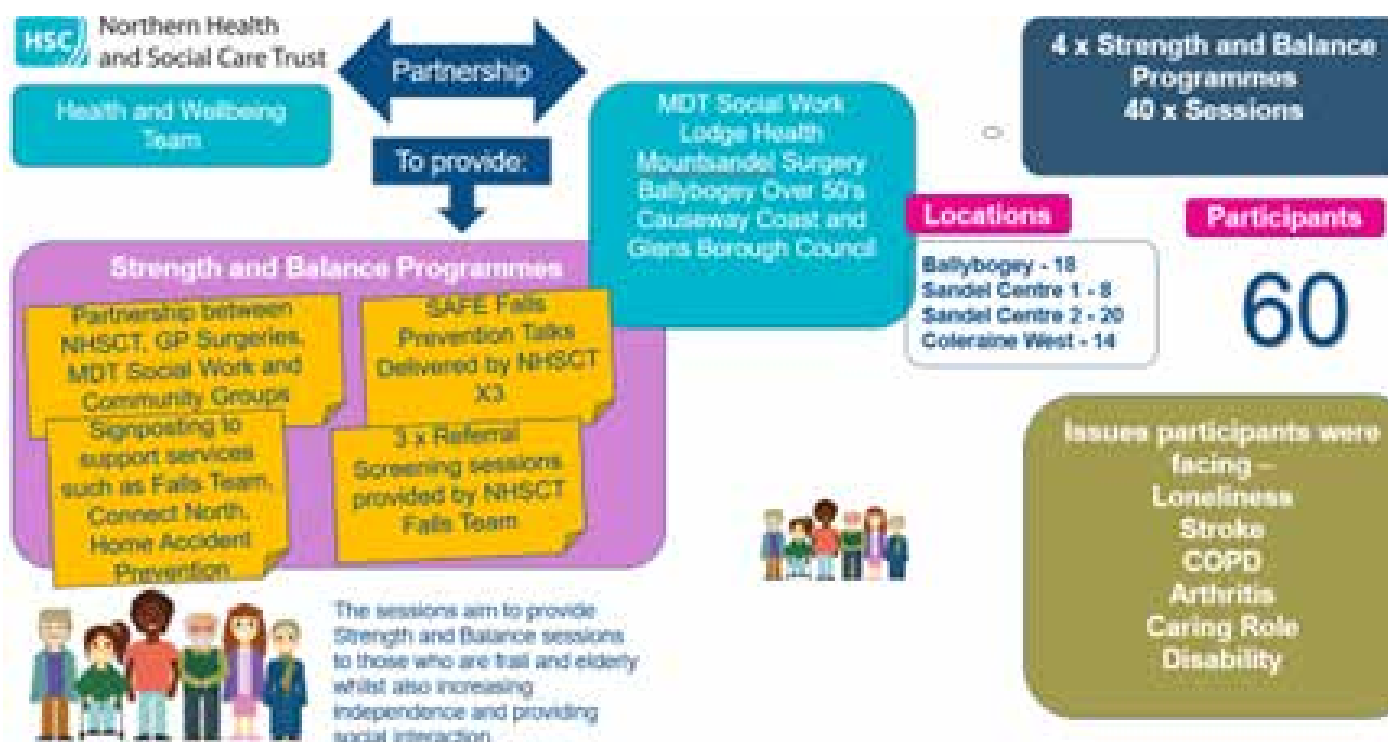 HSC
Northern Health
and Social Care Trust
Health and Wellbeing
Team
Partnership
To provide:
MDT Social Work
Lodge Health
Mountsandel Surgery
Ballybogey Over 50's
Causeway Coast and
Glens Borough Council
4 x Strength and Balance
Programmes
40 x Sessions
Locations
Ballybogey - 18
Sandel Centre 1 - 8
Sandel Centre 2 - 20
Coleraine West - 14
Participants
60
Strength and Balance Programmes
Partnership between
NHSCT, GP Surgeries,
MDT Social Work and
Community Groups
SAFE Falls
Prevention Talks
Delivered by NHSCT
X3
Signposting to
support services
such as Falls Team,
Connect North,
Home Accident
Prevention
3 x Referral
Screening sessions
provided by NHSCT
Falls Team
Issues participants were
facing –
Loneliness
Stroke
COPD
Arthritis
Caring Role
Disability
The sessions aim to provide
Strength and Balance sessions
to those who are frail and elderly
whilst also increasing
independence and providing
social interaction